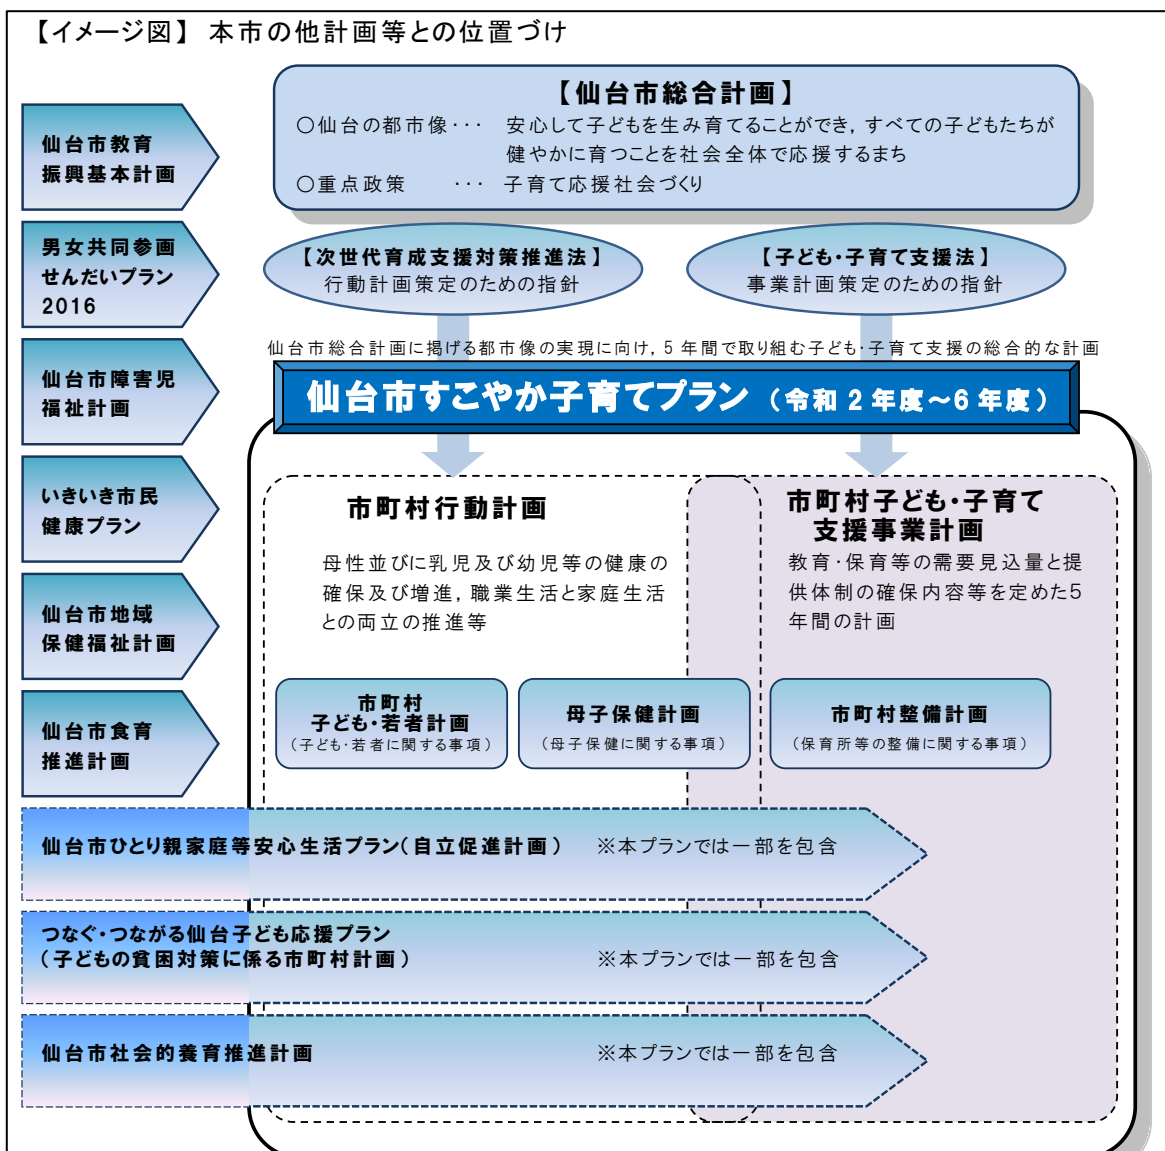 【イメージ図】 本市の他計画等との位置づけ
【仙台市総合計画】
○仙台の都市像・・・ 安心して子どもを生み育てることができ，すべての子どもたちが
健やかに育つことを社会全体で応援するまち
○重点政策 ・・・ 子育て応援社会づくり
仙台市教育
振興基本計画
男女共同参画
せんだいプラン
2016
仙台市障害児
福祉計画
いきいき市民
健康プラン
仙台市地域
保健福祉計画
仙台市食育
推進計画
【次世代育成支援対策推進法】
行動計画策定のための指針
【子ども・子育て支援法】
事業計画策定のための指針
仙台市総合計画に掲げる都市像の実現に向け，5年間で取り組む子ども・子育て支援の総合的な計画
仙台市すこやか子育てプラン（令和2年度～6年度）
市町村行動計画
母性並びに乳児及び幼児等の健康の
確保及び増進，職業生活と家庭生活
との両立の推進等
市町村子ども・子育て
支援事業計画
教育・保育等の需要見込量と提
供体制の確保内容等を定めた5
年間の計画
市町村
子ども・若者計画
（子ども・若者に関する事項）
母子保健計画
（母子保健に関する事項）
市町村整備計画
（保育所等の整備に関する事項）
仙台市ひとり親家庭等安心生活プラン（自立促進計画） ※本プランでは一部を包含
つなぐ・つながる仙台子ども応援プラン
（子どもの貧困対策に係る市町村計画） ※本プランでは一部を包含
仙台市社会的養育推進計画 ※本プランでは一部を包含